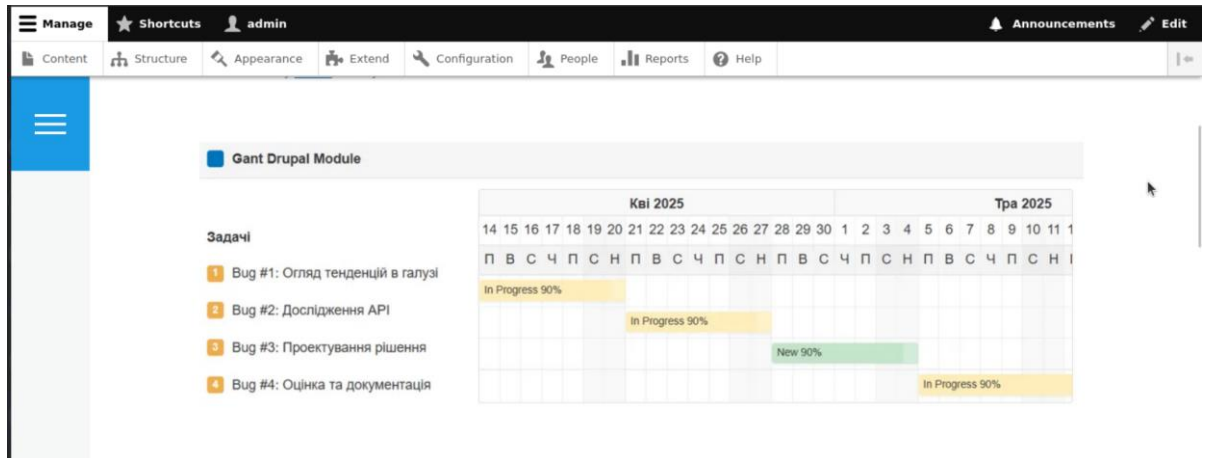 Manage Shortcuts admin Announcements Edit
Content Structure Appearance Extend Configuration People Reports Help
Gant Drupal Module
Кві 2025 Тра 2025
Задачі
14 15 16 17 18 19 20 21 22 23 24 25 26 27 28 29 30 1 2 3 4 5 6 7 8 9 10 11
П В С Ч П С Н П В С Ч П С Н П В С Ч П С Н П В С Ч П С Н
1 Bug #1: Огляд тенденцій в галузі
In Progress 90%
2 Bug #2: Дослідження API
In Progress 90%
3 Bug #3: Проектування рішення
New 90%
4 Bug #4: Оцінка та документація
In Progress 90%